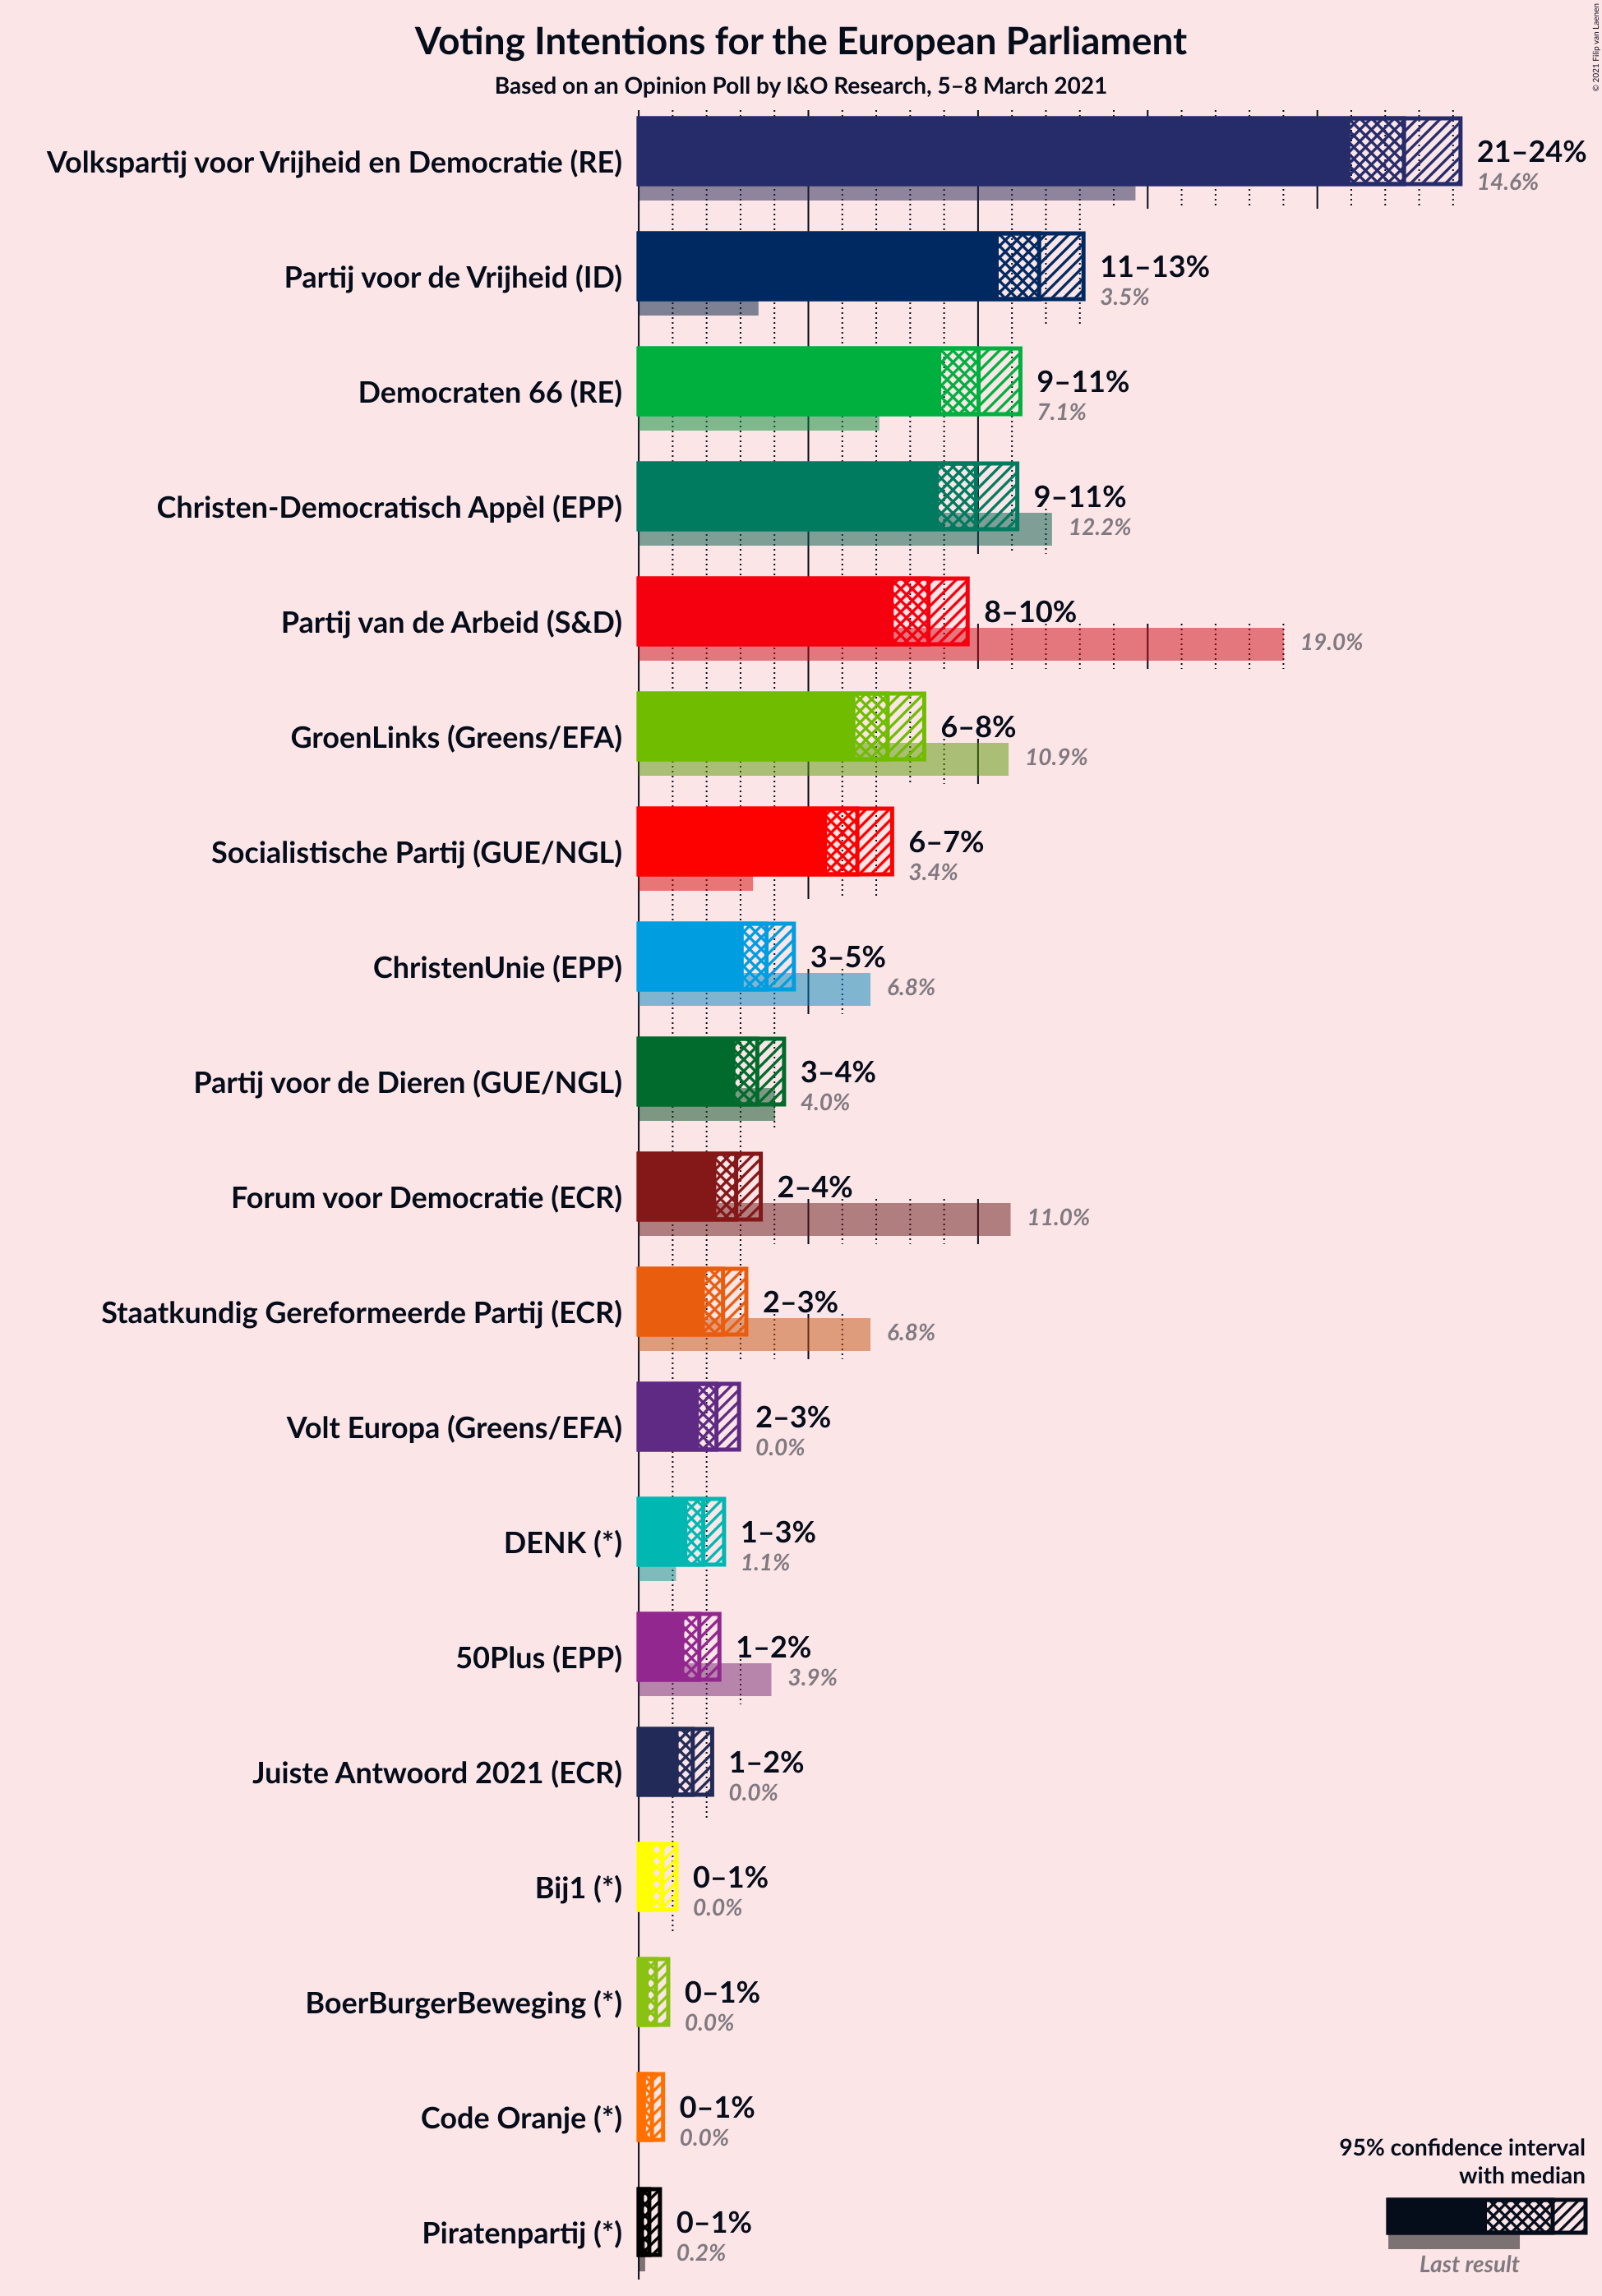 Voting Intentions for the European Parliament
Based on an Opinion Poll by I&O Research, 5–8 March 2021
© 2021 Filip van Laenen
Volkspartij voor Vrijheid en Democratie (RE)
21–24%
14.6%
Partij voor de Vrijheid (ID)
11–13%
3.5%
Democraten 66 (RE)
9–11%
7.1%
Christen-Democratisch Appèl (EPP)
9–11%
12.2%
Partij van de Arbeid (S&D)
8–10%
19.0%
GroenLinks (Greens/EFA)
6–8%
10.9%
Socialistische Partij (GUE/NGL)
6–7%
3.4%
ChristenUnie (EPP)
3–5%
6.8%
Partij voor de Dieren (GUE/NGL)
3–4%
4.0%
Forum voor Democratie (ECR)
2–4%
11.0%
Staatkundig Gereformeerde Partij (ECR)
2–3%
6.8%
Volt Europa (Greens/EFA)
2–3%
0.0%
DENK (*)
1–3%
1.1%
50Plus (EPP)
1–2%
3.9%
Juiste Antwoord 2021 (ECR)
1–2%
0.0%
Bij1 (*)
0–1%
0.0%
BoerBurgerBeweging (*)
0–1%
0.0%
Code Oranje (*)
0–1%
0.0%
Piratenpartij (*)
0–1%
0.2%
95% confidence interval
with median
Last result